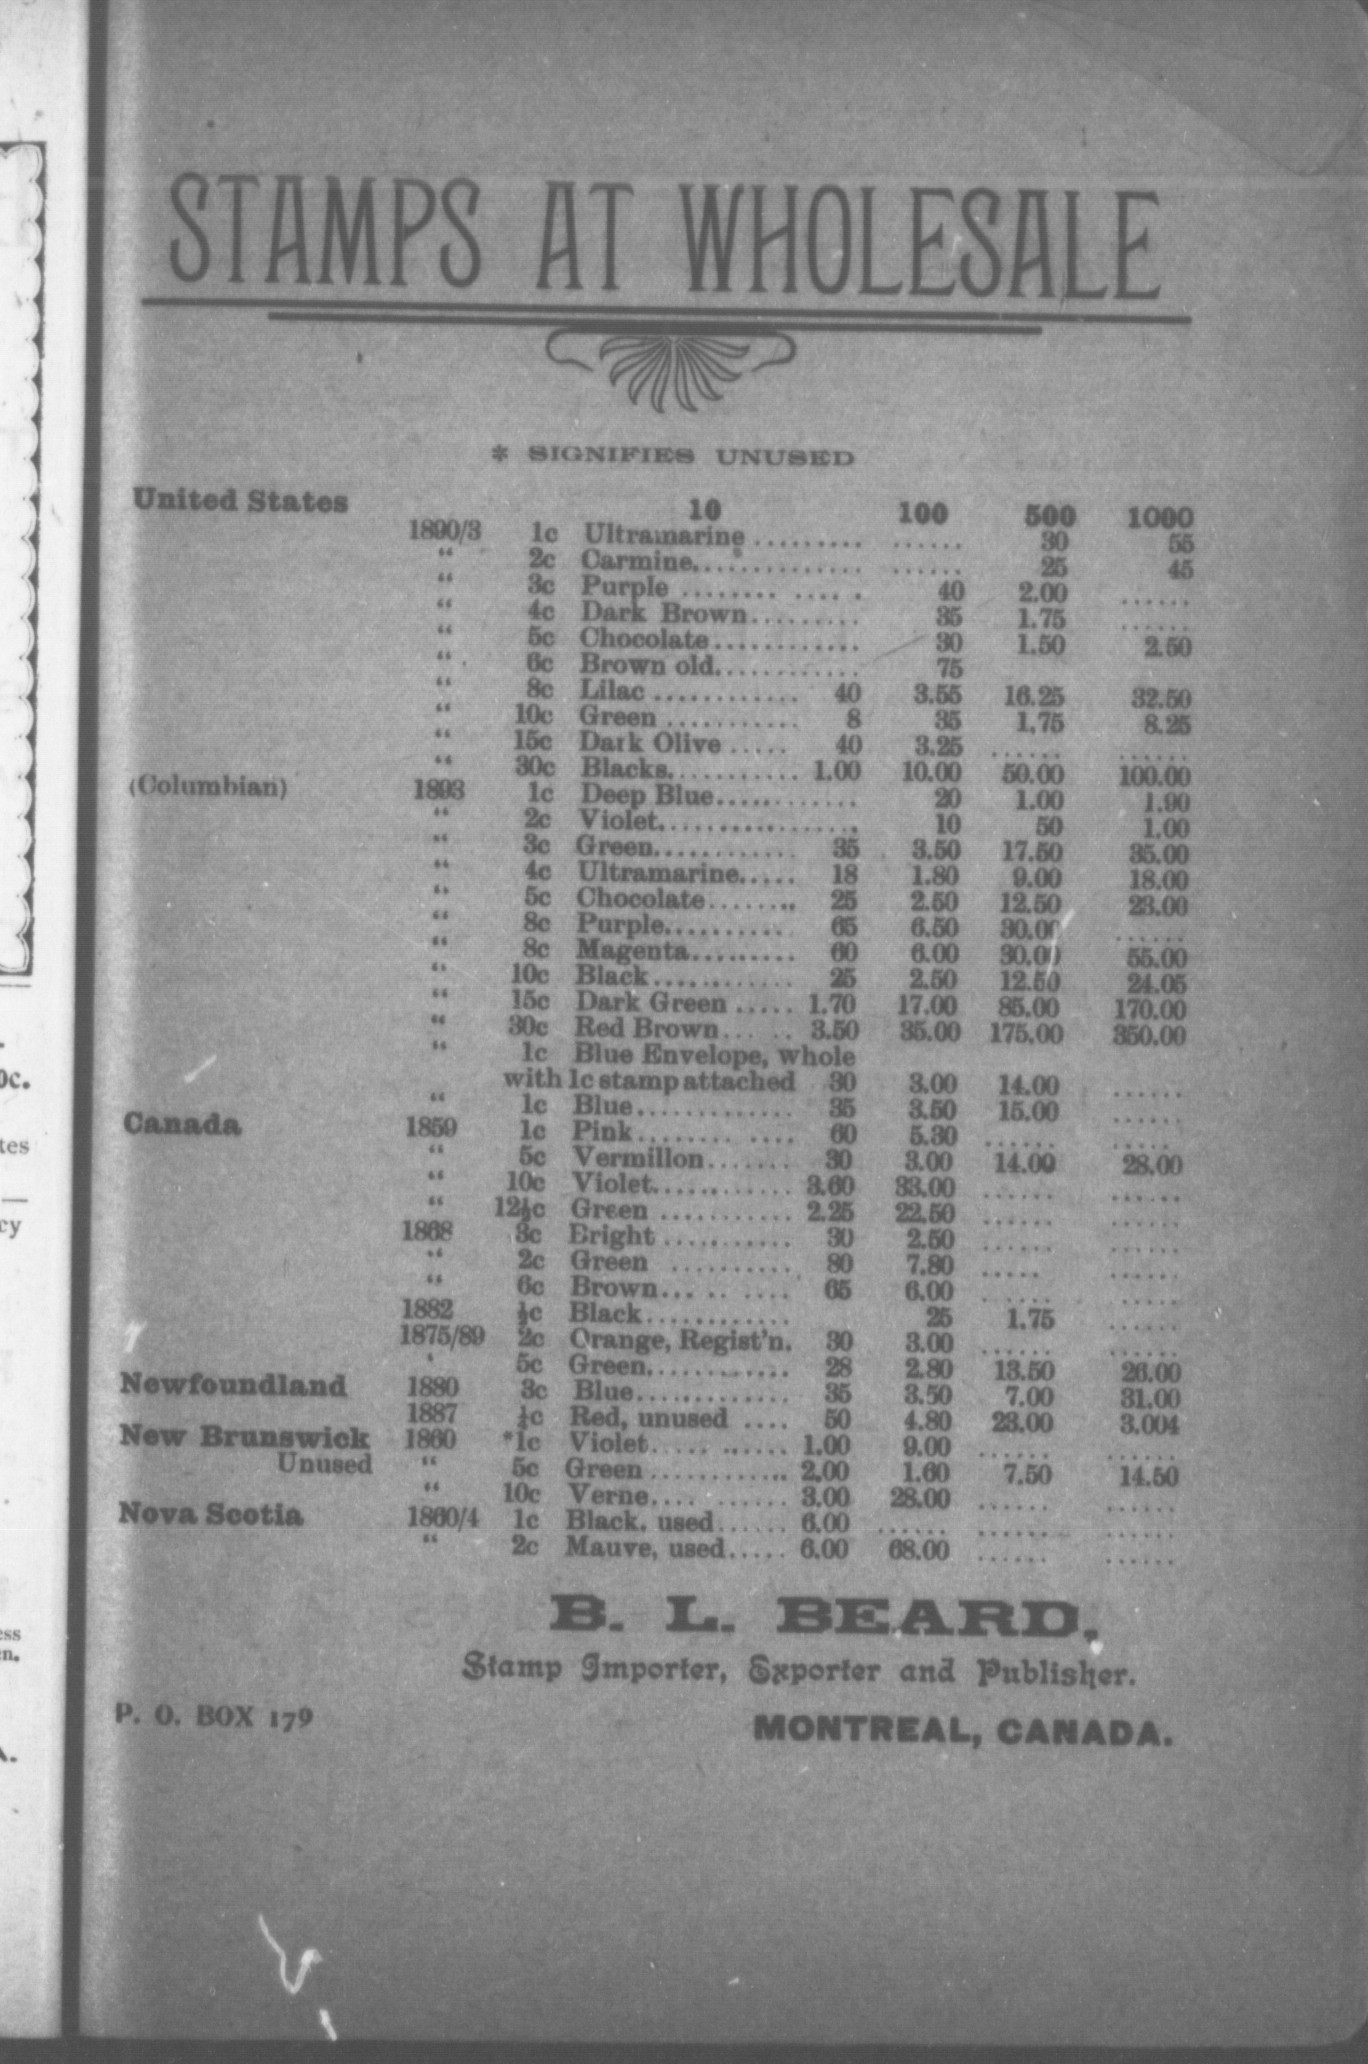 STAMPS AT WHOLESALE
* SIGNIFIES UNUSED
United States 10 100 500 1000
1890/3 1c Ultramarine ......... ...... 30 55
“ 2c Carmine............... ...... 25 45
“ 3c Purple ........ ..... . 40 2.00 ......
“ 4c Dark Brown......... 35 1.75 ......
“ 5c Chocolate............ 30 1.50 2.50
“ 6c Brown old............ 75
“ 8c Lilac ............ 40 3.55 16.25 32.50
“ 10c Green ........... 8 35 1,75 8.25
“ 15c Dark Olive ..... 40 3.25 ...... ......
“ 30c Blacks........... 1.00 10.00 50.00 100.00
(Columbian) 1893 1c Deep Blue............ 20 1.00 1.90
“ 2c Violet................. 10 50 1.00
“ 3c Green............ 35 3.50 17.50 35.00
“ 4c Ultramarine..... 18 1.80 9.00 18.00
“ 5c Chocolate........ 25 2.50 12.50 23.00
“ 8c Purple........... 65 6.50 30.00 ......
“ 8c Magenta......... 60 6.00 30.00 55.00
“ 10c Black............ 25 2.50 12.50 24.05
“ 15c Dark Green ..... 1.70 17.00 85.00 170.00
“ 30c Red Brown... .. 3.50 35.00 175.00 350.00
“ 1c Blue Envelope, whole
with 1c stamp attached 30 3.00 14.00 ......
“ 1c Blue............. 35 3.50 15.00 ......
Canada 1859 1c Pink........ .... 60 5.30 ...... .....
“ 5c Vermillon....... 30 3.00 14.00 28.00
“ 10c Violet............ 3.60 33.00 ...... ......
“ 12½c Green ........... 2.25 22.50 ...... ......
1868 3c Bright ........... 30 2.50 ...... ......
“ 2c Green .......... 80 7.80 ..... ......
“ 6c Brown... .. .... 65 6.00 ...... .....
1882 ½c Black............. 25 1.75 ......
1875/89 2c Orange, Regist'n. 30 3.00 ...... ......
5c Green............ 28 2.80 13.50 26.00
Newfoundland 1880 3c Blue............. 35 3.50 7.00 31.00
1887 ½c Red, unused .... 50 4.80 23.00 3.004
New Brunswick 1860 *1c Violet..... ...... 1.00 9.00 ...... ......
Unused “ 5c Green ............ 2.00 1.60 7.50 14.50
“ 10c Verne.... ...... 3.00 28.00 ...... ......
Nova Scotia 1860/4 1c Black. used...... 6.00 ...... ....... ......
“ 2c Mauve, used..... 6.00 68.00 ...... ......
B. L. BEARD.
Stamp Importer, Exporter and Publisher.
P. O. BOX 179 MONTREAL, CANADA.